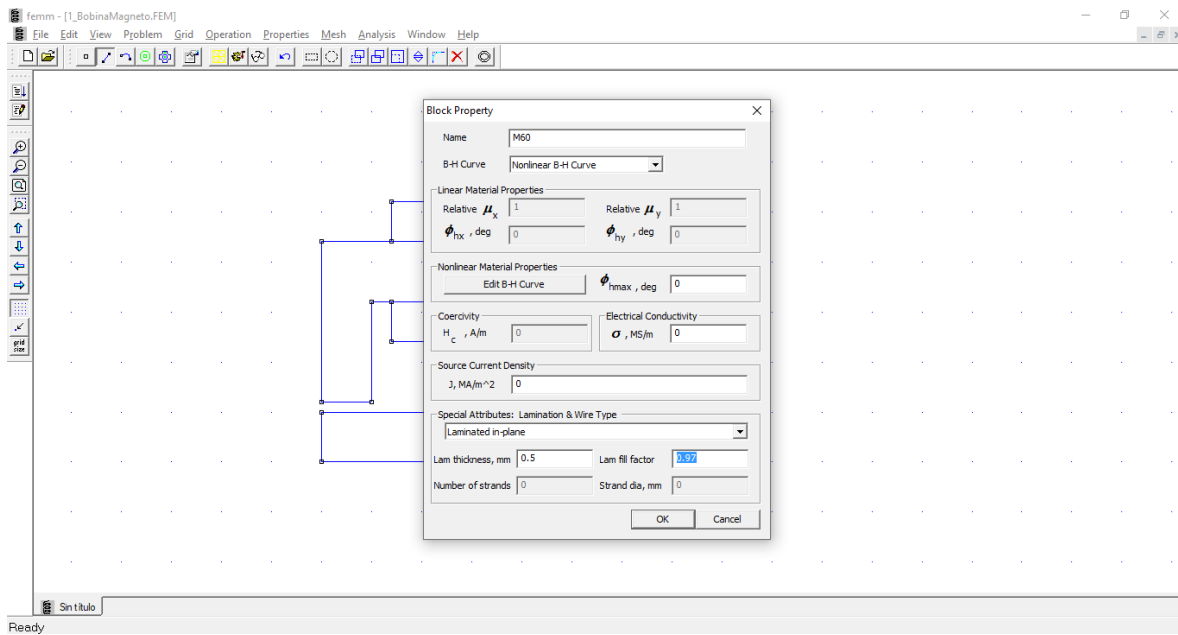 femm - [1_BobinaMagneto.FEM]
File Edit View Problem Grid Operation Properties Mesh Analysis Window Help
Block Property
Name M60
B-H Curve Nonlinear B-H Curve
Linear Material Properties
Relative μx 1 Relative μy 1
ϕhx , deg 0 ϕhy , deg 0
Nonlinear Material Properties
Edit B-H Curve ϕhmax , deg 0
Coercivity Electrical Conductivity
Hc , A/m 0 σ , MS/m 0
Source Current Density
J, MA/m^2 0
Special Attributes: Lamination & Wire Type
Laminated in-plane
Lam thickness, mm 0.5 Lam fill factor 0.97
Number of strands 0 Strand dia, mm 0
OK Cancel
grid
size
Sin título
Ready